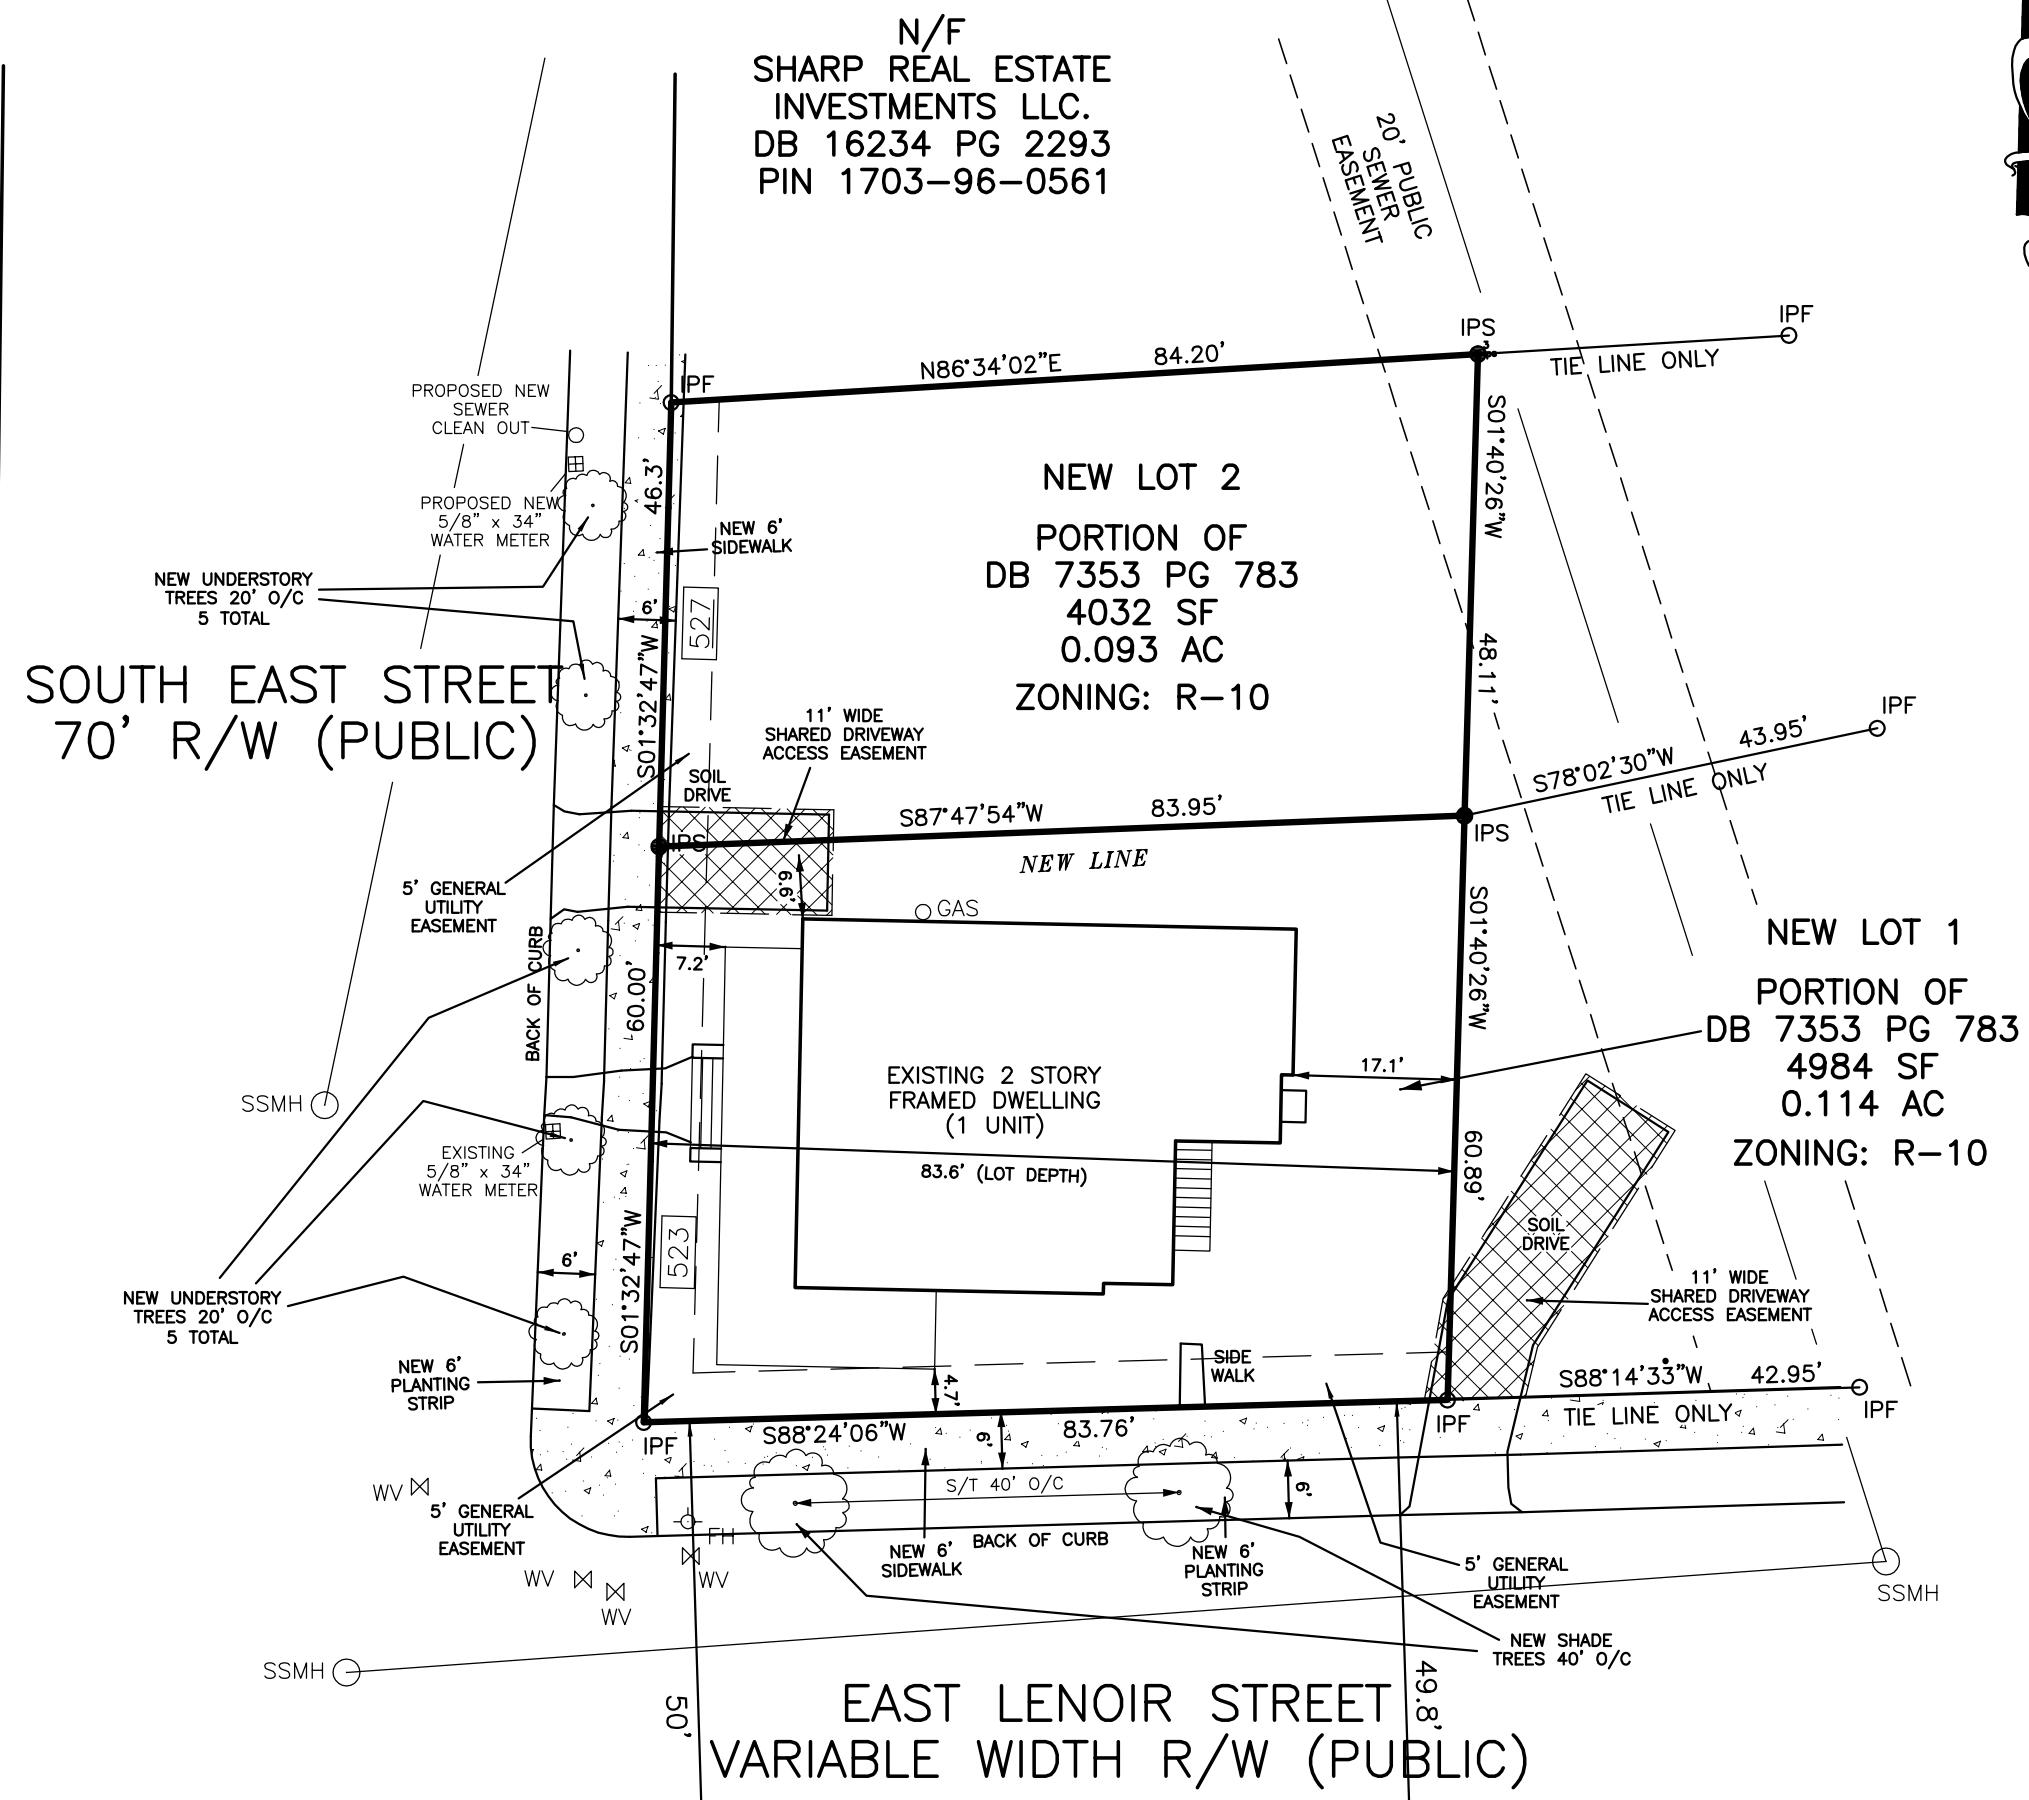 N/F
SHARP REAL ESTATE
INVESTMENTS LLC.
DB 16234 PG 2293
PIN 1703-96-0561
20' PUBLIC
SEWER
EASEMENT
IPS
IPF
TIE LINE ONLY
N86°34'02"E 84.20'
IPF
PROPOSED NEW
SEWER
CLEAN OUT
46.3'
S01°40'26"W
NEW LOT 2
PROPOSED NEW
5/8" x 34"
WATER METER
NEW 6'
SIDEWALK
PORTION OF
DB 7353 PG 783
4032 SF
0.093 AC
ZONING: R-10
NEW UNDERSTORY
TREES 20' O/C
5 TOTAL
6'
527
S01°32'47"W
48.11'
SOUTH EAST STREET
70' R/W (PUBLIC)
11' WIDE
SHARED DRIVEWAY
ACCESS EASEMENT
SOIL
DRIVE
IPF
S78°02'30"W 43.95'
TIE LINE ONLY
S87°47'54"W 83.95'
IPS
IPS
NEW LINE
6.6'
5' GENERAL
UTILITY
EASEMENT
GAS
S01°40'26"W
NEW LOT 1
PORTION OF
DB 7353 PG 783
4984 SF
0.114 AC
ZONING: R-10
BACK OF CURB
7.2'
60.00'
17.1'
EXISTING 2 STORY
FRAMED DWELLING
(1 UNIT)
SSMH
EXISTING
5/8" x 34"
WATER METER
83.6' (LOT DEPTH)
60.89'
S01°32'47"W
523
SOIL
DRIVE
6'
11' WIDE
SHARED DRIVEWAY
ACCESS EASEMENT
NEW UNDERSTORY
TREES 20' O/C
5 TOTAL
NEW 6'
PLANTING
STRIP
SIDE
WALK
4.7'
S88°14'33"W 42.95'
TIE LINE ONLY
IPF
IPF
IPF
S88°24'06"W 83.76'
6'
WV
S/T 40' O/C
6'
5' GENERAL
UTILITY
EASEMENT
FH
BACK OF CURB
NEW 6'
SIDEWALK
NEW 6'
PLANTING
STRIP
5' GENERAL
UTILITY
EASEMENT
WV
WV
WV
SSMH
NEW SHADE
TREES 40' O/C
SSMH
50'
49.8'
EAST LENOIR STREET
VARIABLE WIDTH R/W (PUBLIC)